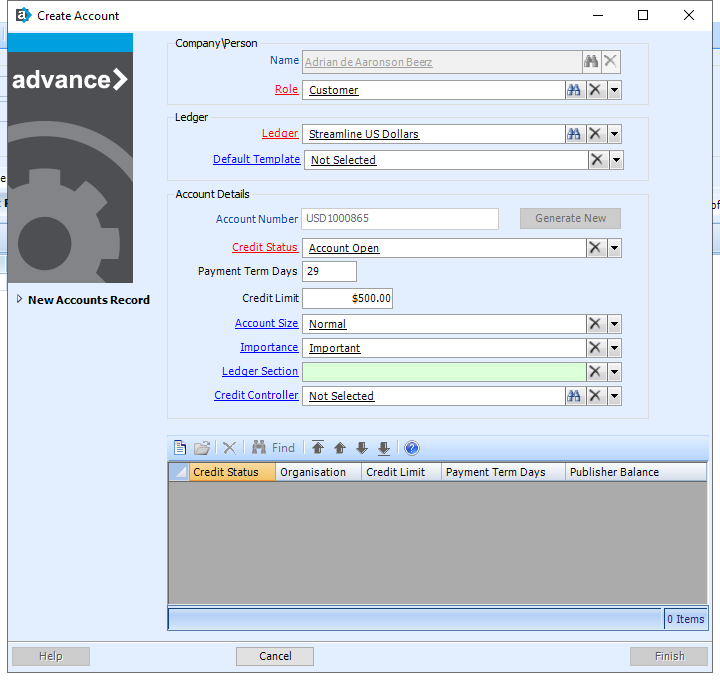 Create Account
advance
New Accounts Record
Company\Person
Name Adrian de Aaronson Beerz
Role Customer
Ledger
Ledger Streamline US Dollars
Default Template Not Selected
Account Details
Account Number USD1000865 Generate New
Credit Status Account Open
Payment Term Days 29
Credit Limit $500.00
Account Size Normal
Importance Important
Ledger Section
Credit Controller Not Selected
Find
Credit Status Organisation Credit Limit Payment Term Days Publisher Balance
0 Items
Help Cancel Finish